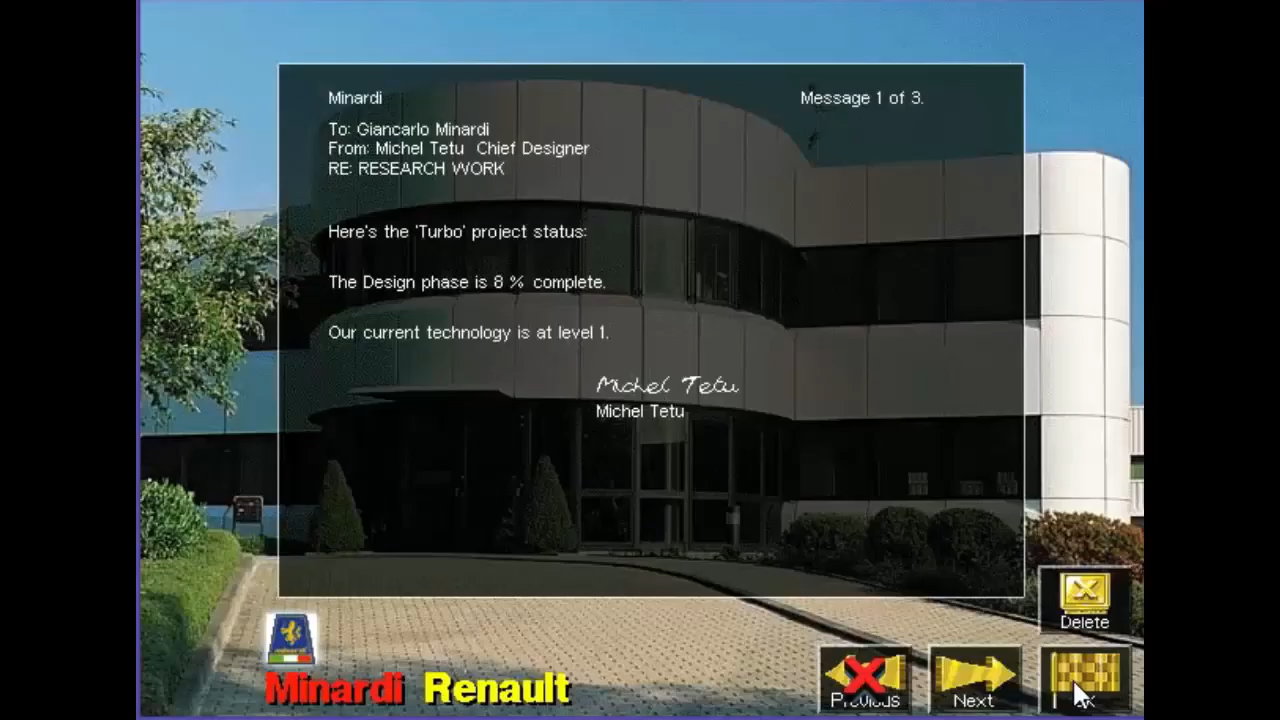 Minardi
Message 1 of 3.
To: Giancarlo Minardi
From: Michel Tetu Chief Designer
RE: RESEARCH WORK
Here's the 'Turbo' project status:
The Design phase is 8 % complete.
Our current technology is at level 1.
Michel Tetu
Michel Tetu
Delete
Minardi Renault
Previous
Next